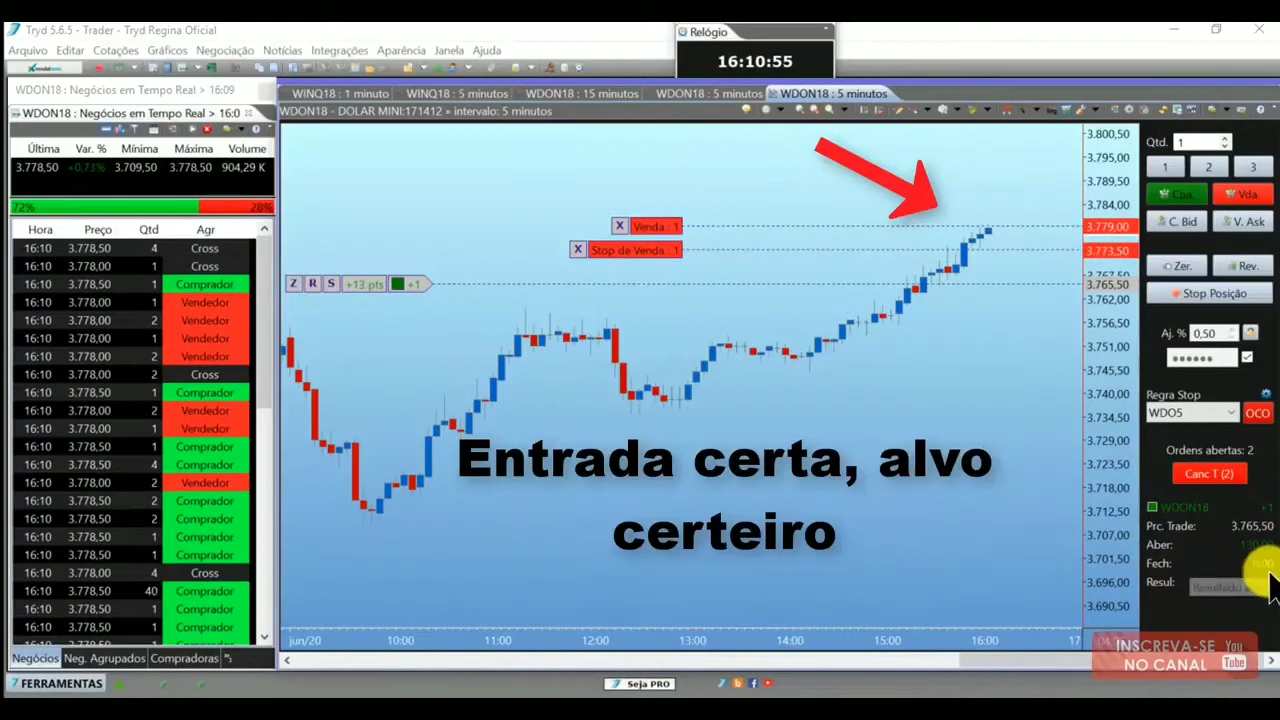 Tryd 5.6.5 - Trader - Tryd Regina Oficial
Arquivo Editar Cotações Gráficos Negociação Notícias Integrações Aparência Janela Ajuda
Relógio
16:10:55
WDON18 : Negócios em Tempo Real > 16:09
WDON18 : Negócios em Tempo Real > 16:0
Última Var. % Mínima Máxima Volume
3.778,50 +0,73% 3.709,50 3.778,50 904,29 K
72% 28%
Hora Preço Qtd Agr
16:10 3.778,50 4 Cross
16:10 3.778,00 1 Cross
16:10 3.778,50 1 Comprador
16:10 3.778,00 1 Vendedor
16:10 3.778,00 2 Vendedor
16:10 3.778,00 1 Vendedor
16:10 3.778,00 2 Vendedor
16:10 3.778,00 2 Cross
16:10 3.778,50 1 Comprador
16:10 3.778,00 2 Vendedor
16:10 3.778,00 1 Vendedor
16:10 3.778,50 1 Comprador
16:10 3.778,50 4 Comprador
16:10 3.778,00 2 Vendedor
16:10 3.778,50 2 Comprador
16:10 3.778,50 2 Comprador
16:10 3.778,50 1 Comprador
16:10 3.778,50 1 Comprador
16:10 3.778,00 4 Cross
16:10 3.778,50 40 Comprador
16:10 3.778,50 1 Comprador
16:10 3.778,50 1 Comprador
Negócios Neg. Agrupados Compradoras
WINQ18 : 1 minuto WINQ18 : 5 minutos WDON18 : 15 minutos WDON18 : 5 minutos WDON18 : 5 minutos
WDON18 - DOLAR MINI:171412 » intervalo: 5 minutos
X Venda : 1
X Stop de Venda : 1
Z R S +13 pts +1
Entrada certa, alvo
certeiro
3.800,50
3.795,00
3.789,50
3.784,00
3.779,00
3.773,50
3.767,50
3.765,50
3.762,00
3.756,50
3.751,00
3.745,50
3.740,00
3.734,50
3.729,00
3.723,50
3.718,00
3.712,50
3.707,00
3.701,50
3.696,00
3.690,50
jun/20 10:00 11:00 12:00 13:00 14:00 15:00 16:00 17
Qtd. 1
1 2 3
Cpa. Vda.
C. Bid V. Ask
Zer. Rev.
Stop Posição
Aj. % 0,50
Regra Stop
WDO5 OCO
Ordens abertas: 2
Canc T (2)
WDON18 +1
Prc. Trade: 3.765,50
Aber:
Fech:
Resul:
INSCREVA-SE
NO CANAL
You
Tube
FERRAMENTAS
Seja PRO